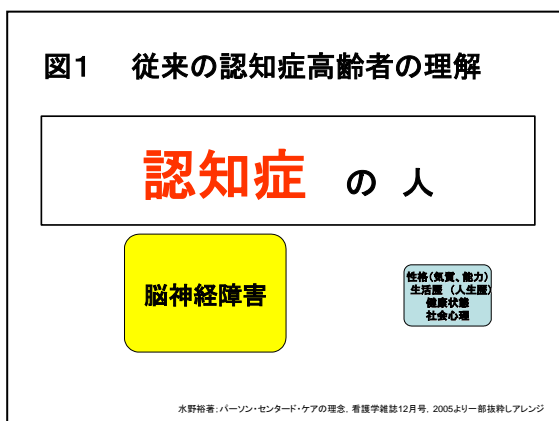 図1　従来の認知症高齢者の理解
認知症 の 人
脳神経障害
性格(気質、能力)
生活歴 (人生歴)
健康状態
社会心理
水野裕著:パーソン・センタード・ケアの理念, 看護学雑誌12月号, 2005より一部抜粋しアレンジ